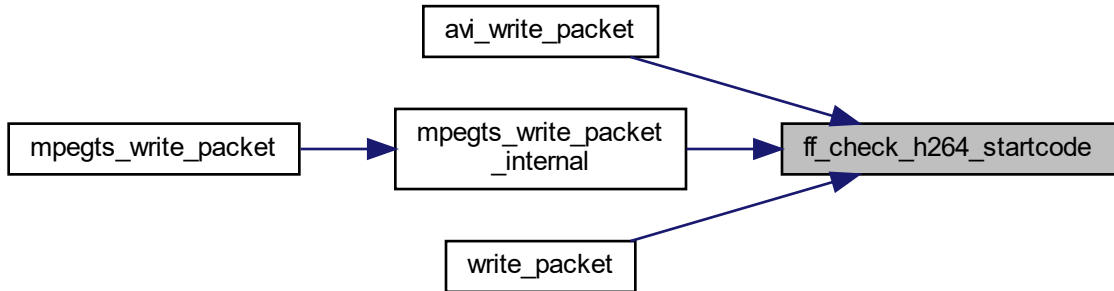 avi_write_packet
mpegts_write_packet
mpegts_write_packet
_internal
ff_check_h264_startcode
write_packet